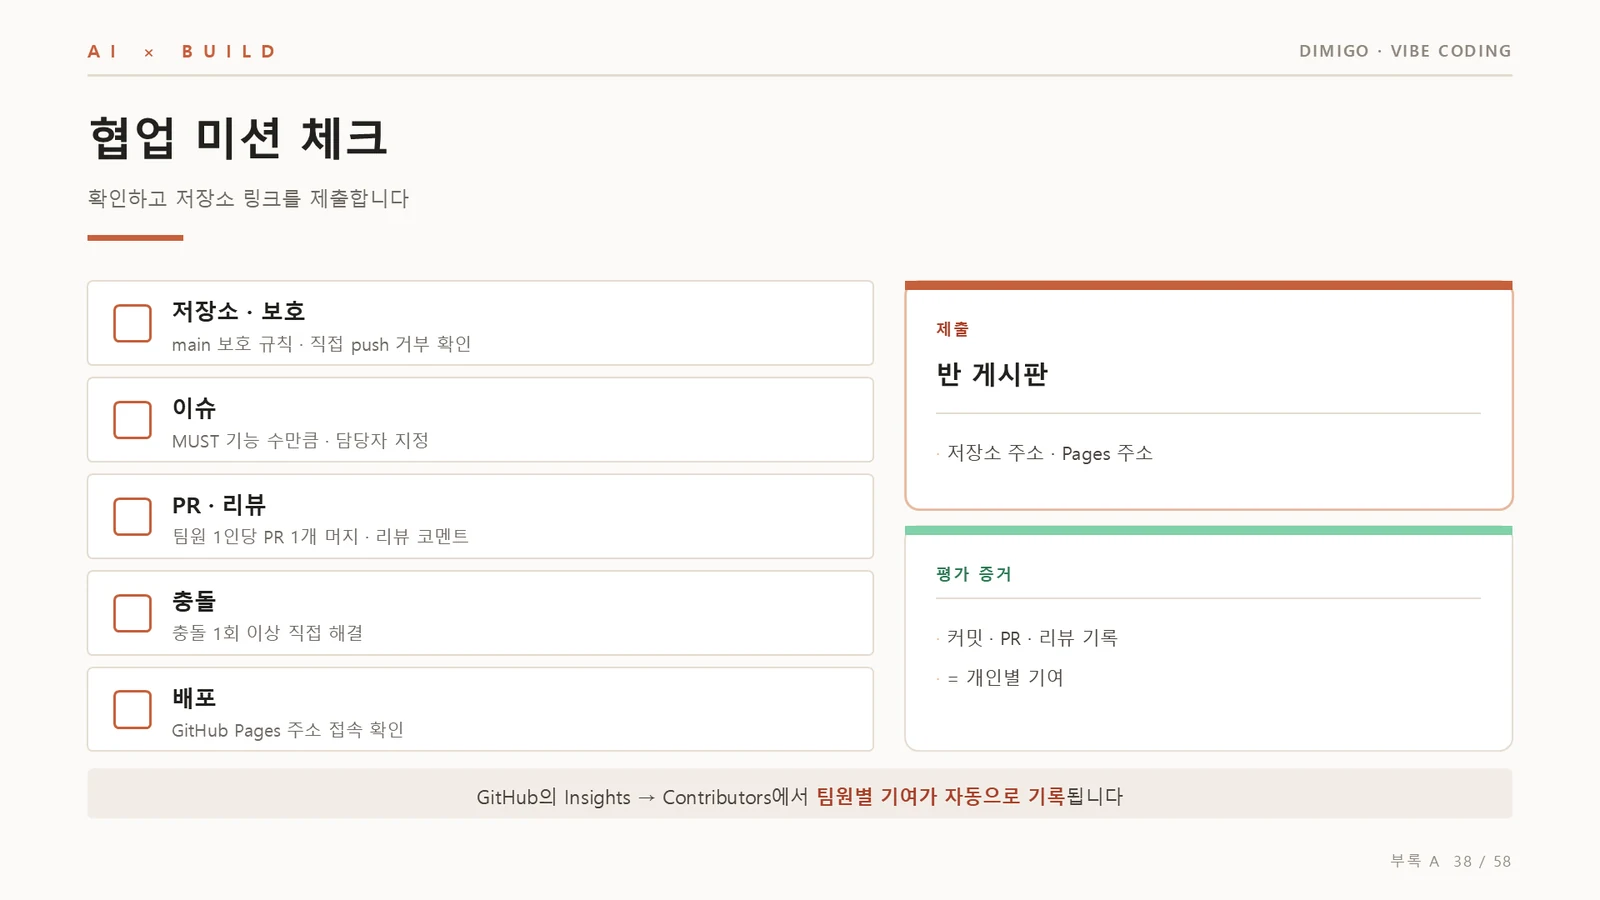 AI × BUILD
DIMIGO · VIBE CODING
협업 미션 체크
확인하고 저장소 링크를 제출합니다
저장소 · 보호
main 보호 규칙 · 직접 push 거부 확인
이슈
MUST 기능 수만큼 · 담당자 지정
PR · 리뷰
팀원 1인당 PR 1개 머지 · 리뷰 코멘트
충돌
충돌 1회 이상 직접 해결
배포
GitHub Pages 주소 접속 확인
제출
반 게시판
· 저장소 주소 · Pages 주소
평가 증거
· 커밋 · PR · 리뷰 기록
· = 개인별 기여
GitHub의 Insights → Contributors에서 팀원별 기여가 자동으로 기록됩니다
부록 A 38 / 58